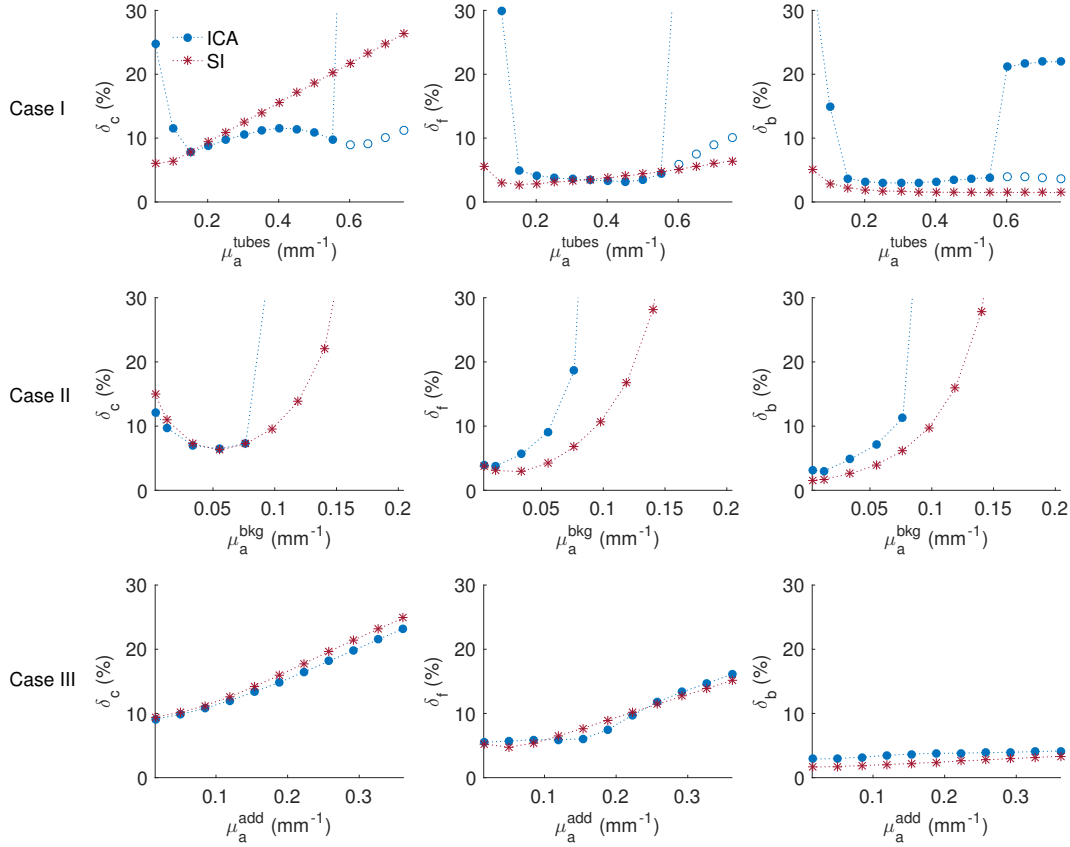 Case I
δc (%)
30
20
10
0
ICA
SI
0.2 0.4 0.6
μa^tubes (mm-1)
δf (%)
30
20
10
0
0.2 0.4 0.6
μa^tubes (mm-1)
δb (%)
30
20
10
0
0.2 0.4 0.6
μa^tubes (mm-1)
Case II
δc (%)
30
20
10
0
0.05 0.1 0.15 0.2
μa^bkg (mm-1)
δf (%)
30
20
10
0
0.05 0.1 0.15 0.2
μa^bkg (mm-1)
δb (%)
30
20
10
0
0.05 0.1 0.15 0.2
μa^bkg (mm-1)
Case III
δc (%)
30
20
10
0
0.1 0.2 0.3
μa^add (mm-1)
δf (%)
30
20
10
0
0.1 0.2 0.3
μa^add (mm-1)
δb (%)
30
20
10
0
0.1 0.2 0.3
μa^add (mm-1)